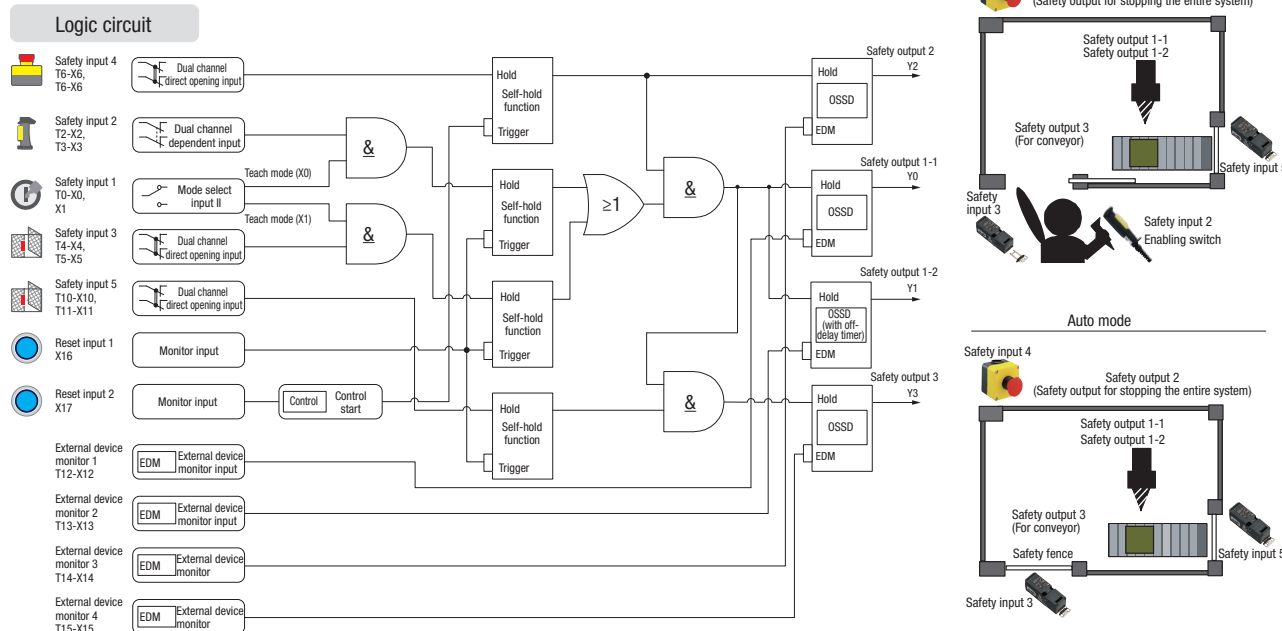 Logic circuit
Safety input 4
T6-X6,
T6-X6
Dual channel
direct opening input
Safety input 2
T2-X2,
T3-X3
Dual channel
dependent input
Safety input 1
T0-X0,
X1
Mode select
input II
Teach mode (X0)
Teach mode (X1)
Safety input 3
T4-X4,
T5-X5
Dual channel
direct opening input
Safety input 5
T10-X10,
T11-X11
Dual channel
direct opening input
Reset input 1
X16
Monitor input
Reset input 2
X17
Monitor input
Control
Control
start
External device
monitor 1
T12-X12
EDM
External device
monitor input
External device
monitor 2
T13-X13
EDM
External device
monitor input
External device
monitor 3
T14-X14
EDM
External device
monitor
External device
monitor 4
T15-X15
EDM
External device
monitor
&
&
Hold
Self-hold
function
Trigger
Hold
Self-hold
function
Trigger
Hold
Self-hold
function
Trigger
Hold
Self-hold
function
Trigger
≥1
&
&
Safety output 2
Y2
Hold
OSSD
EDM
Safety output 1-1
Y0
Hold
OSSD
EDM
Safety output 1-2
Y1
Hold
OSSD
(with off-
delay timer)
EDM
Safety output 3
Y3
Hold
OSSD
EDM
(Safety output for stopping the entire system)
Safety output 1-1
Safety output 1-2
Safety output 3
(For conveyor)
Safety input
Safety
input 3
Safety input 2
Enabling switch
Auto mode
Safety input 4
Safety output 2
(Safety output for stopping the entire system)
Safety output 1-1
Safety output 1-2
Safety output 3
(For conveyor)
Safety fence
Safety input 5
Safety input 3